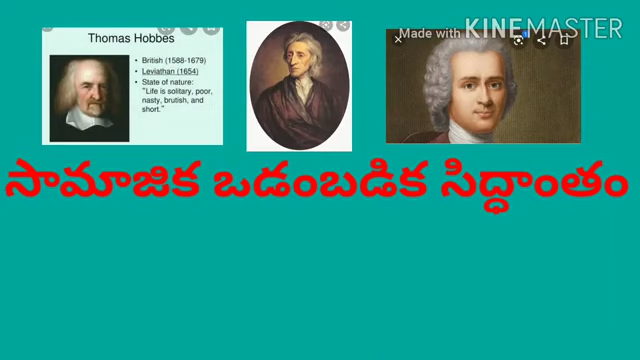 Made with KINEMASTER
Thomas Hobbes
• British (1588-1679)
• Leviathan (1654)
• State of nature:
"Life is solitary, poor,
nasty, brutish, and
short."
సామాజిక ఒడంబడిక సిద్ధాంతం